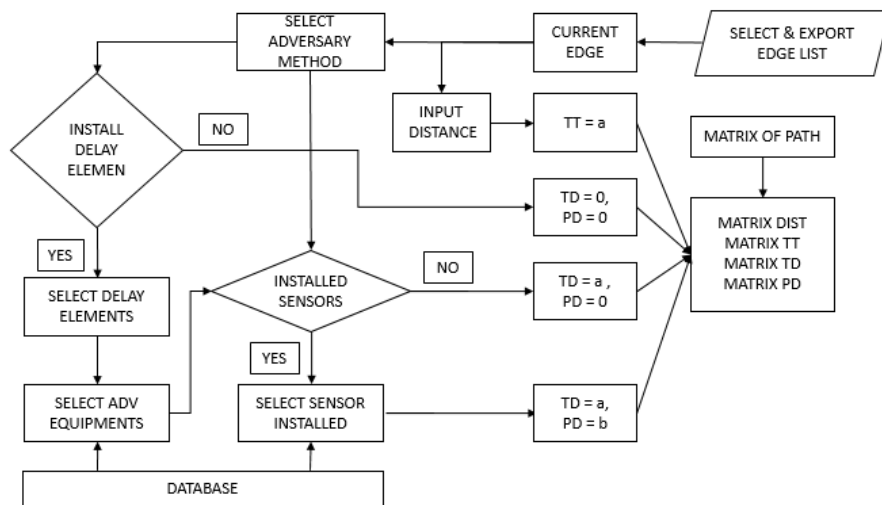 SELECT
ADVERSARY
METHOD
CURRENT
EDGE
SELECT & EXPORT
EDGE LIST
INSTALL
DELAY
ELEMEN
NO
INPUT
DISTANCE
TT = a
MATRIX OF PATH
TD = 0,
PD = 0
MATRIX DIST
MATRIX TT
MATRIX TD
MATRIX PD
YES
SELECT DELAY
ELEMENTS
INSTALLED
SENSORS
NO
TD = a ,
PD = 0
YES
SELECT ADV
EQUIPMENTS
SELECT SENSOR
INSTALLED
TD = a,
PD = b
DATABASE